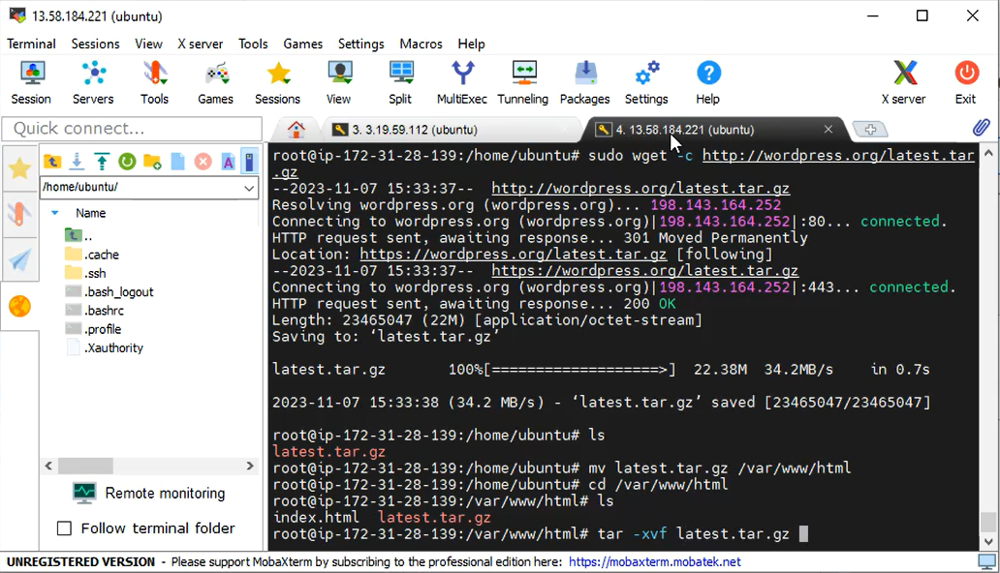 13.58.184.221 (ubuntu)
Terminal Sessions View X server Tools Games Settings Macros Help
Session Servers Tools Games Sessions View Split MultiExec Tunneling Packages Settings Help X server Exit
Quick connect...
3. 3.19.59.112 (ubuntu)
4. 13.58.184.221 (ubuntu)
/home/ubuntu/
Name
..
.cache
.ssh
.bash_logout
.bashrc
.profile
.Xauthority
Remote monitoring
Follow terminal folder
root@ip-172-31-28-139:/home/ubuntu# sudo wget -c http://wordpress.org/latest.tar
.gz
--2023-11-07 15:33:37-- http://wordpress.org/latest.tar.gz
Resolving wordpress.org (wordpress.org)... 198.143.164.252
Connecting to wordpress.org (wordpress.org)|198.143.164.252|:80... connected.
HTTP request sent, awaiting response... 301 Moved Permanently
Location: https://wordpress.org/latest.tar.gz [following]
--2023-11-07 15:33:37-- https://wordpress.org/latest.tar.gz
Connecting to wordpress.org (wordpress.org)|198.143.164.252|:443... connected.
HTTP request sent, awaiting response... 200 OK
Length: 23465047 (22M) [application/octet-stream]
Saving to: ‘latest.tar.gz’
latest.tar.gz 100%[===================>] 22.38M 34.2MB/s in 0.7s
2023-11-07 15:33:38 (34.2 MB/s) - ‘latest.tar.gz’ saved [23465047/23465047]
root@ip-172-31-28-139:/home/ubuntu# ls
latest.tar.gz
root@ip-172-31-28-139:/home/ubuntu# mv latest.tar.gz /var/www/html
root@ip-172-31-28-139:/home/ubuntu# cd /var/www/html
root@ip-172-31-28-139:/var/www/html# ls
index.html latest.tar.gz
root@ip-172-31-28-139:/var/www/html# tar -xvf latest.tar.gz
UNREGISTERED VERSION - Please support MobaXterm by subscribing to the professional edition here: https://mobaxterm.mobatek.net